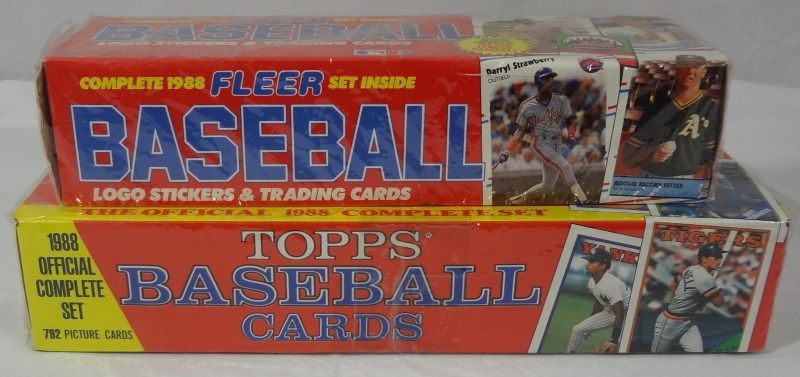 BASEBALL
LOGO STICKERS & TRADING CARDS
COMPLETE 1988 FLEER SET INSIDE
BASEBALL
LOGO STICKERS & TRADING CARDS
Darryl Strawberry
OUTFIELD
A's
ROOKIE RECORD SETTER
THE OFFICIAL 1988 COMPLETE SET
1988
OFFICIAL
COMPLETE
SET
792 PICTURE CARDS
TOPPS®
BASEBALL
CARDS
YANK
TIGERS